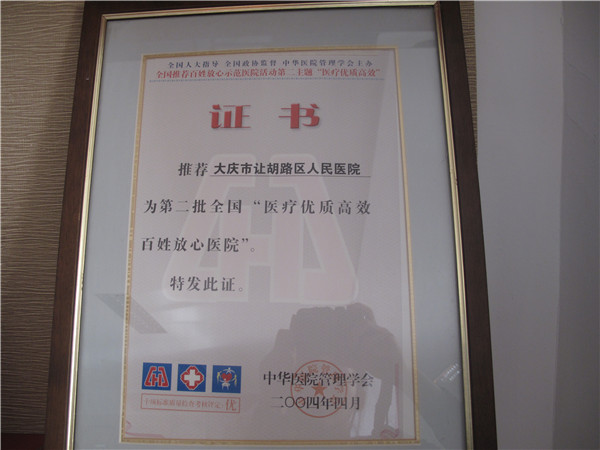 全国人大指导 全国政协监督 中华医院管理学会主办
全国推荐百姓放心示范医院活动第二主题“医疗优质高效”
证书
推荐 大庆市让胡路区人民医院
为第二批全国“医疗优质高效
百姓放心医院”。
特发此证。
优
中华医院管理学会
二〇〇四年四月